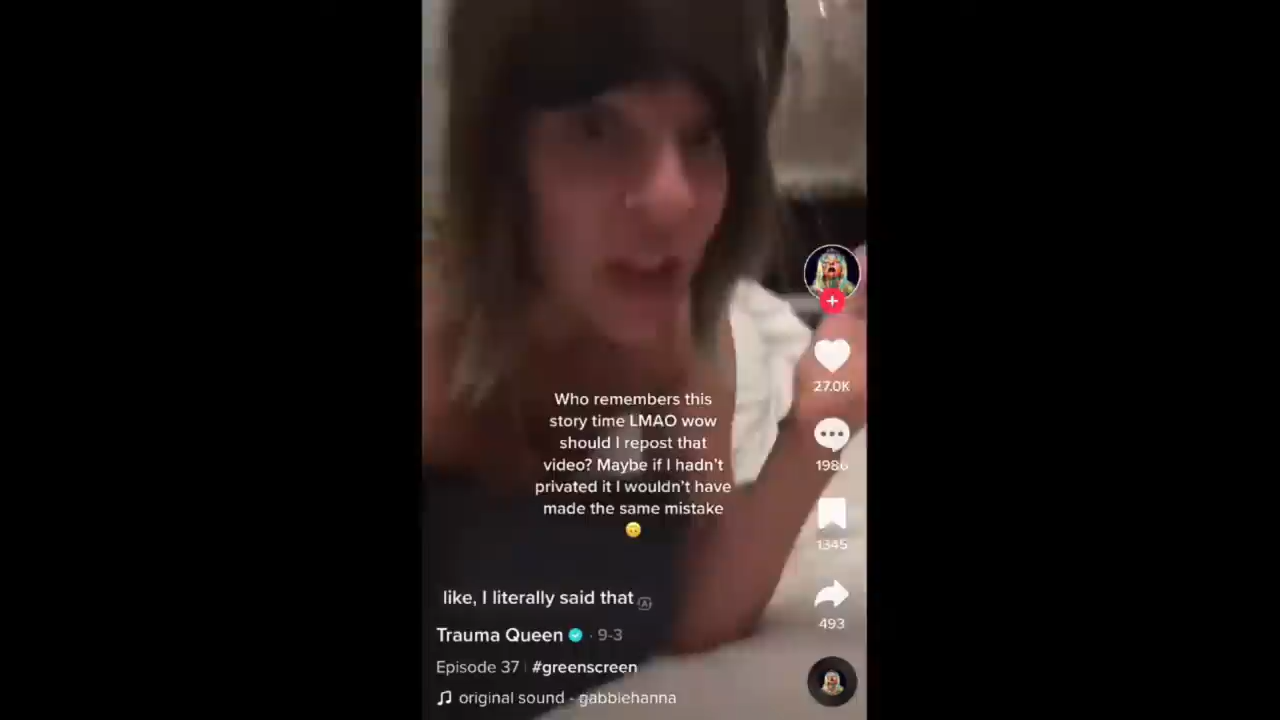 Who remembers this
story time LMAO wow
should I repost that
video? Maybe if I hadn't
privated it I wouldn't have
made the same mistake
🙃
27.0K
1986
1345
493
like, I literally said that
Trauma Queen · 9-3
Episode 37 | #greenscreen
original sound - gabbiehanna